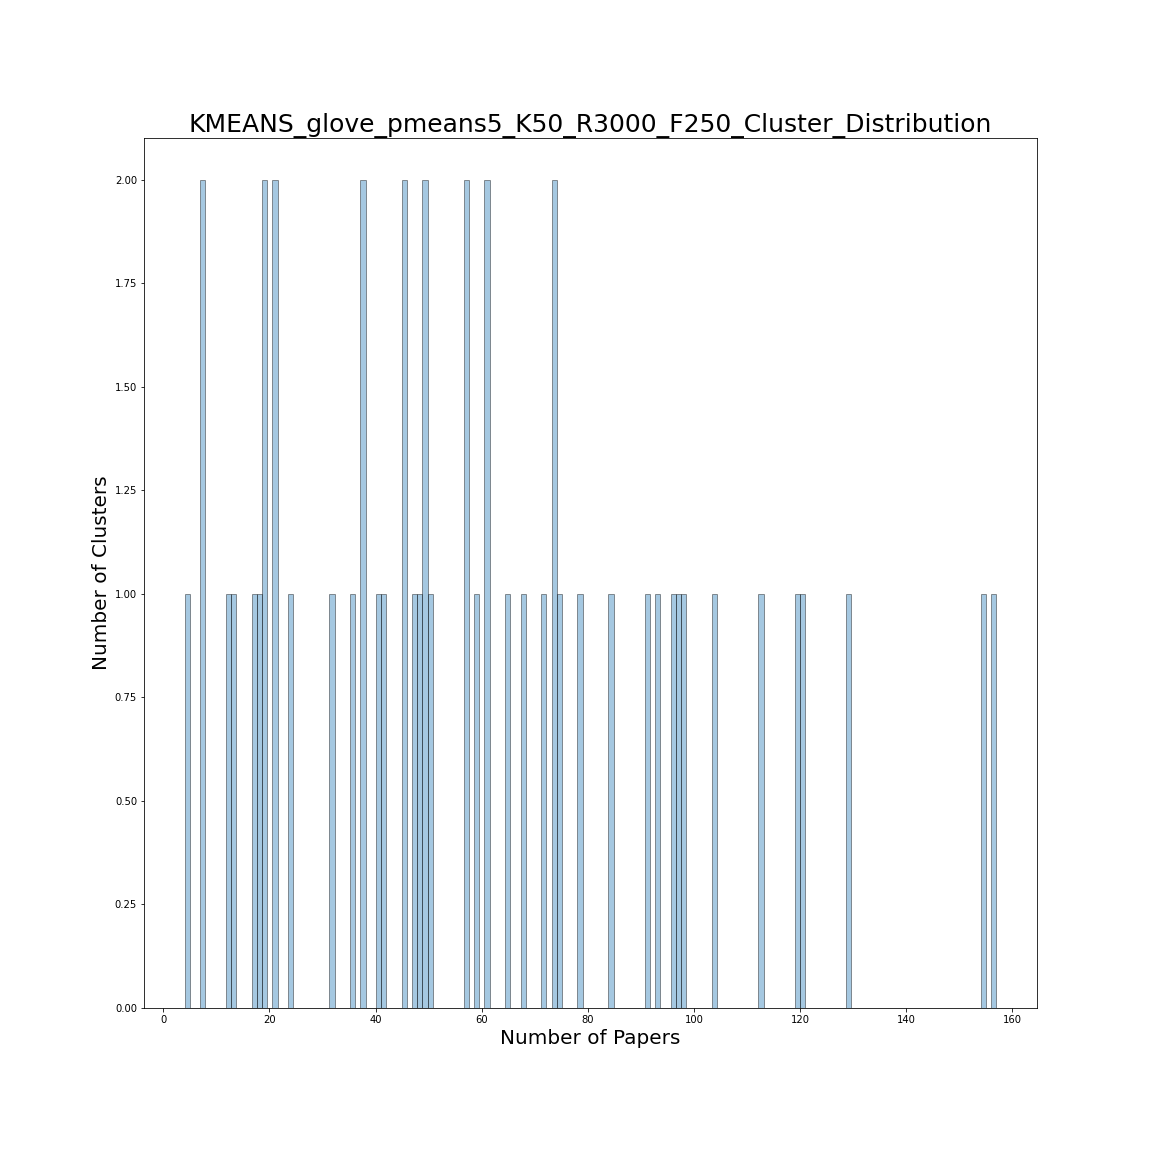 KMEANS_glove_pmeans5_K50_R3000_F250_Cluster_Distribution
2.00
1.75
1.50
1.25
1.00
0.75
0.50
0.25
0.00
Number of Clusters
0 20 40 60 80 100 120 140 160
Number of Papers